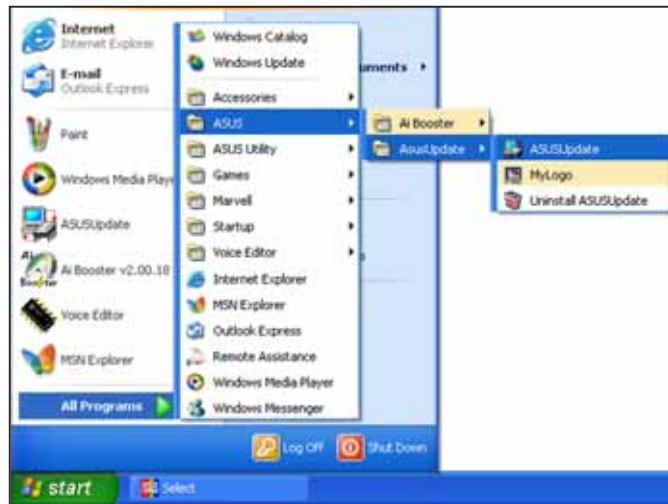 Internet
Internet Explorer
E-mail
Outlook Express
Paint
Windows Media Play
ASUSUpdate
Ai Booster v2.00.18
Voice Editor
MSN Explorer
All Programs
Windows Catalog
Windows Update
Accessories
ASUS
ASUS Utility
Games
Marvell
Startup
Voice Editor
Internet Explorer
MSN Explorer
Outlook Express
Remote Assistance
Windows Media Player
Windows Messenger
uments
Ai Booster
AsusUpdate
ASUSUpdate
MyLogo
Uninstall ASUSUpdate
Log Off
Shut Down
start
Select